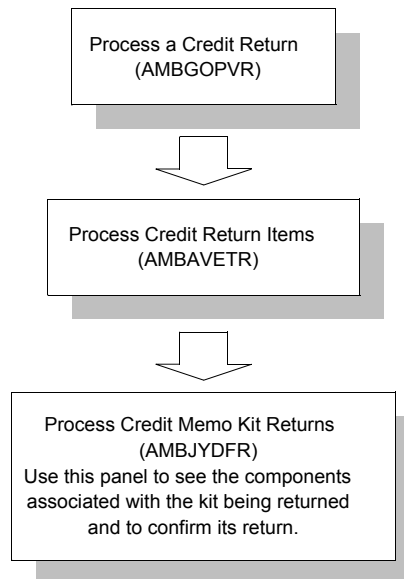 Process a Credit Return
(AMBGOPVR)
Process Credit Return Items
(AMBAVETR)
Process Credit Memo Kit Returns
(AMBJYDFR)
Use this panel to see the components
associated with the kit being returned
and to confirm its return.